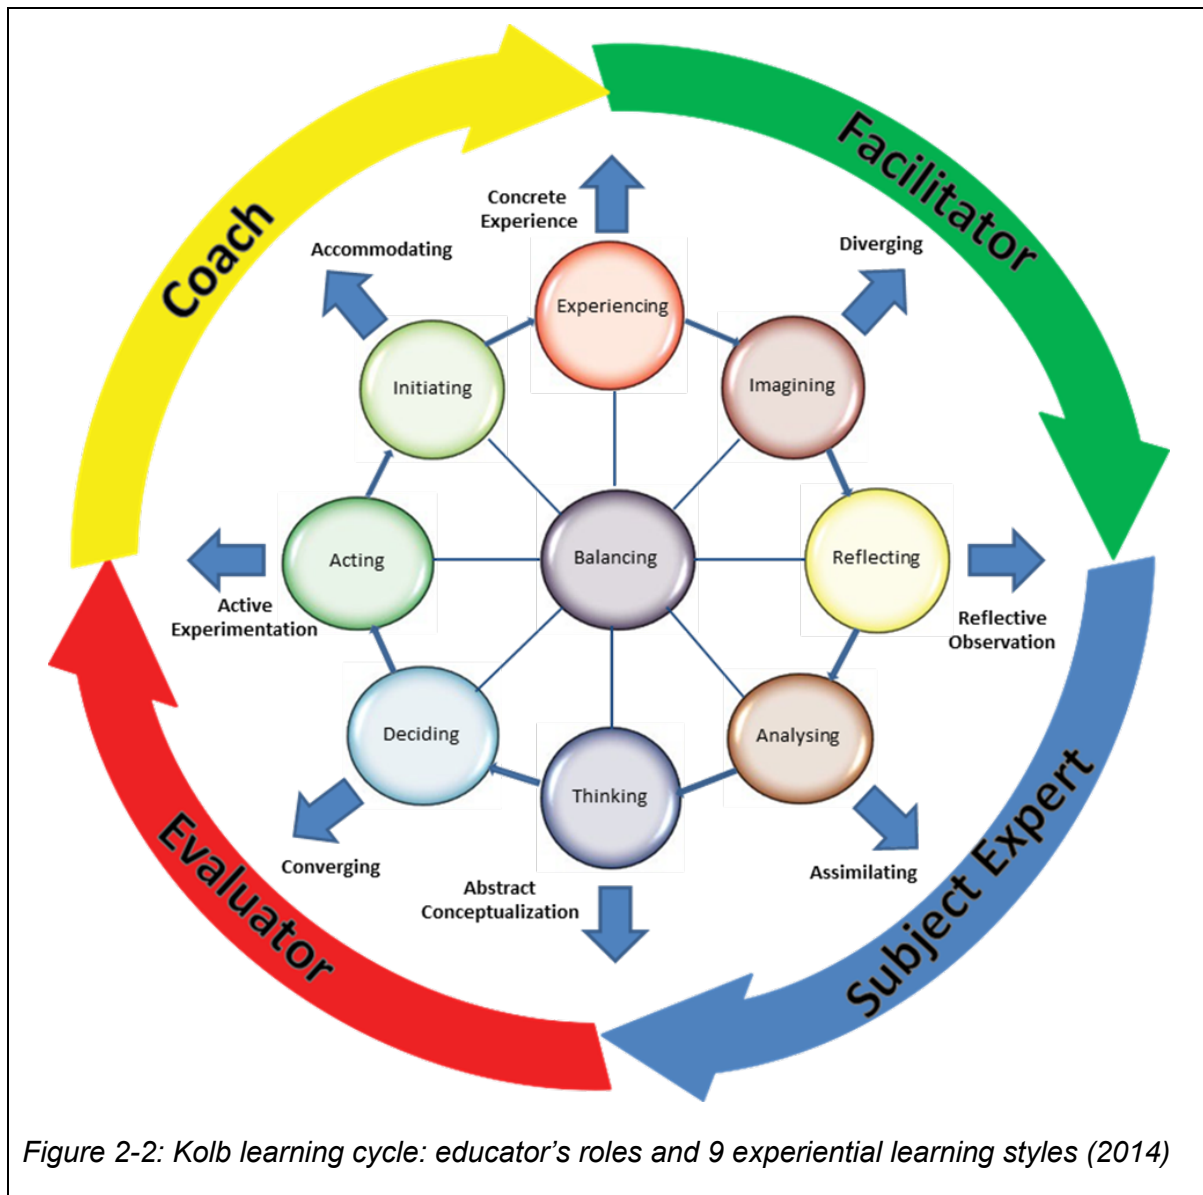 Coach
Facilitator
Concrete
Experience
Accommodating
Diverging
Experiencing
Initiating
Imagining
Acting
Balancing
Reflecting
Active
Experimentation
Reflective
Observation
Deciding
Analysing
Thinking
Converging
Abstract
Conceptualization
Assimilating
Evaluator
Subject Expert
Figure 2-2: Kolb learning cycle: educator's roles and 9 experiential learning styles (2014)